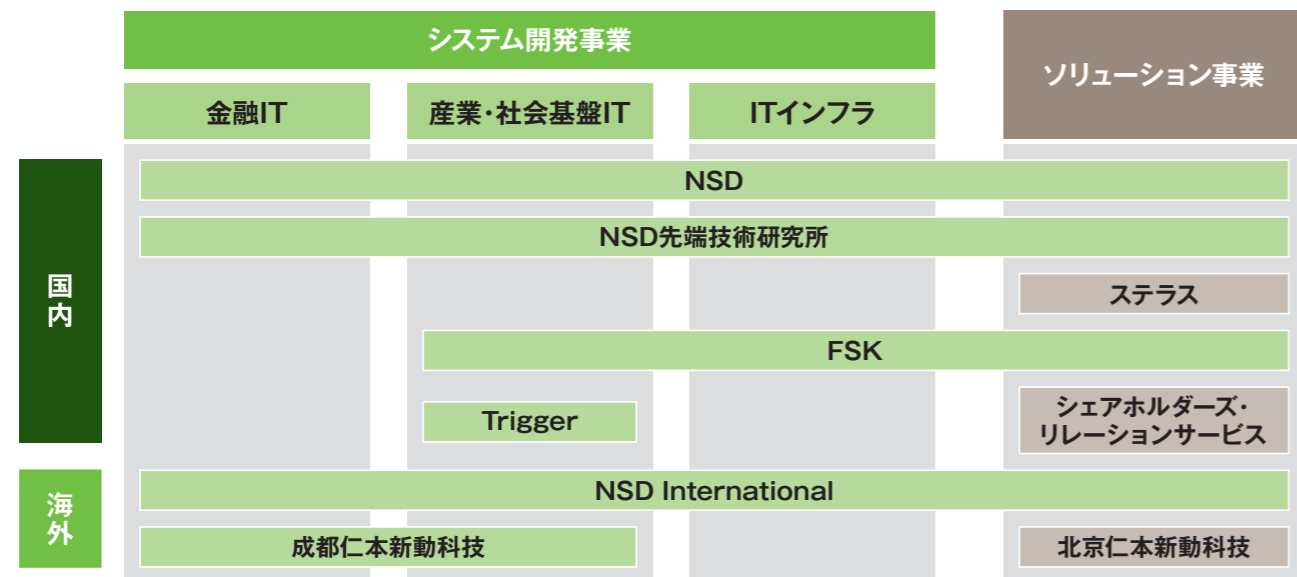 システム開発事業
ソリューション事業
金融IT
産業・社会基盤IT
ITインフラ
国内
NSD
NSD先端技術研究所
ステラス
FSK
Trigger
シェアホルダーズ・
リレーションサービス
海外
NSD International
成都仁本新動科技
北京仁本新動科技